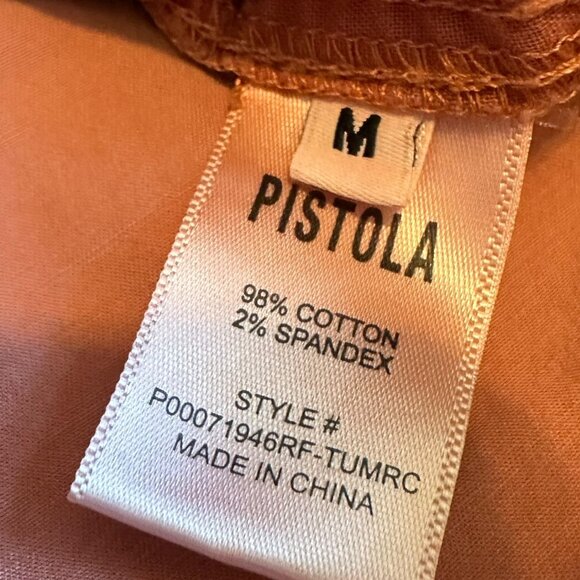 M
PISTOLA
98% COTTON
2% SPANDEX
STYLE #
P00071946RF-TUMRC
MADE IN CHINA